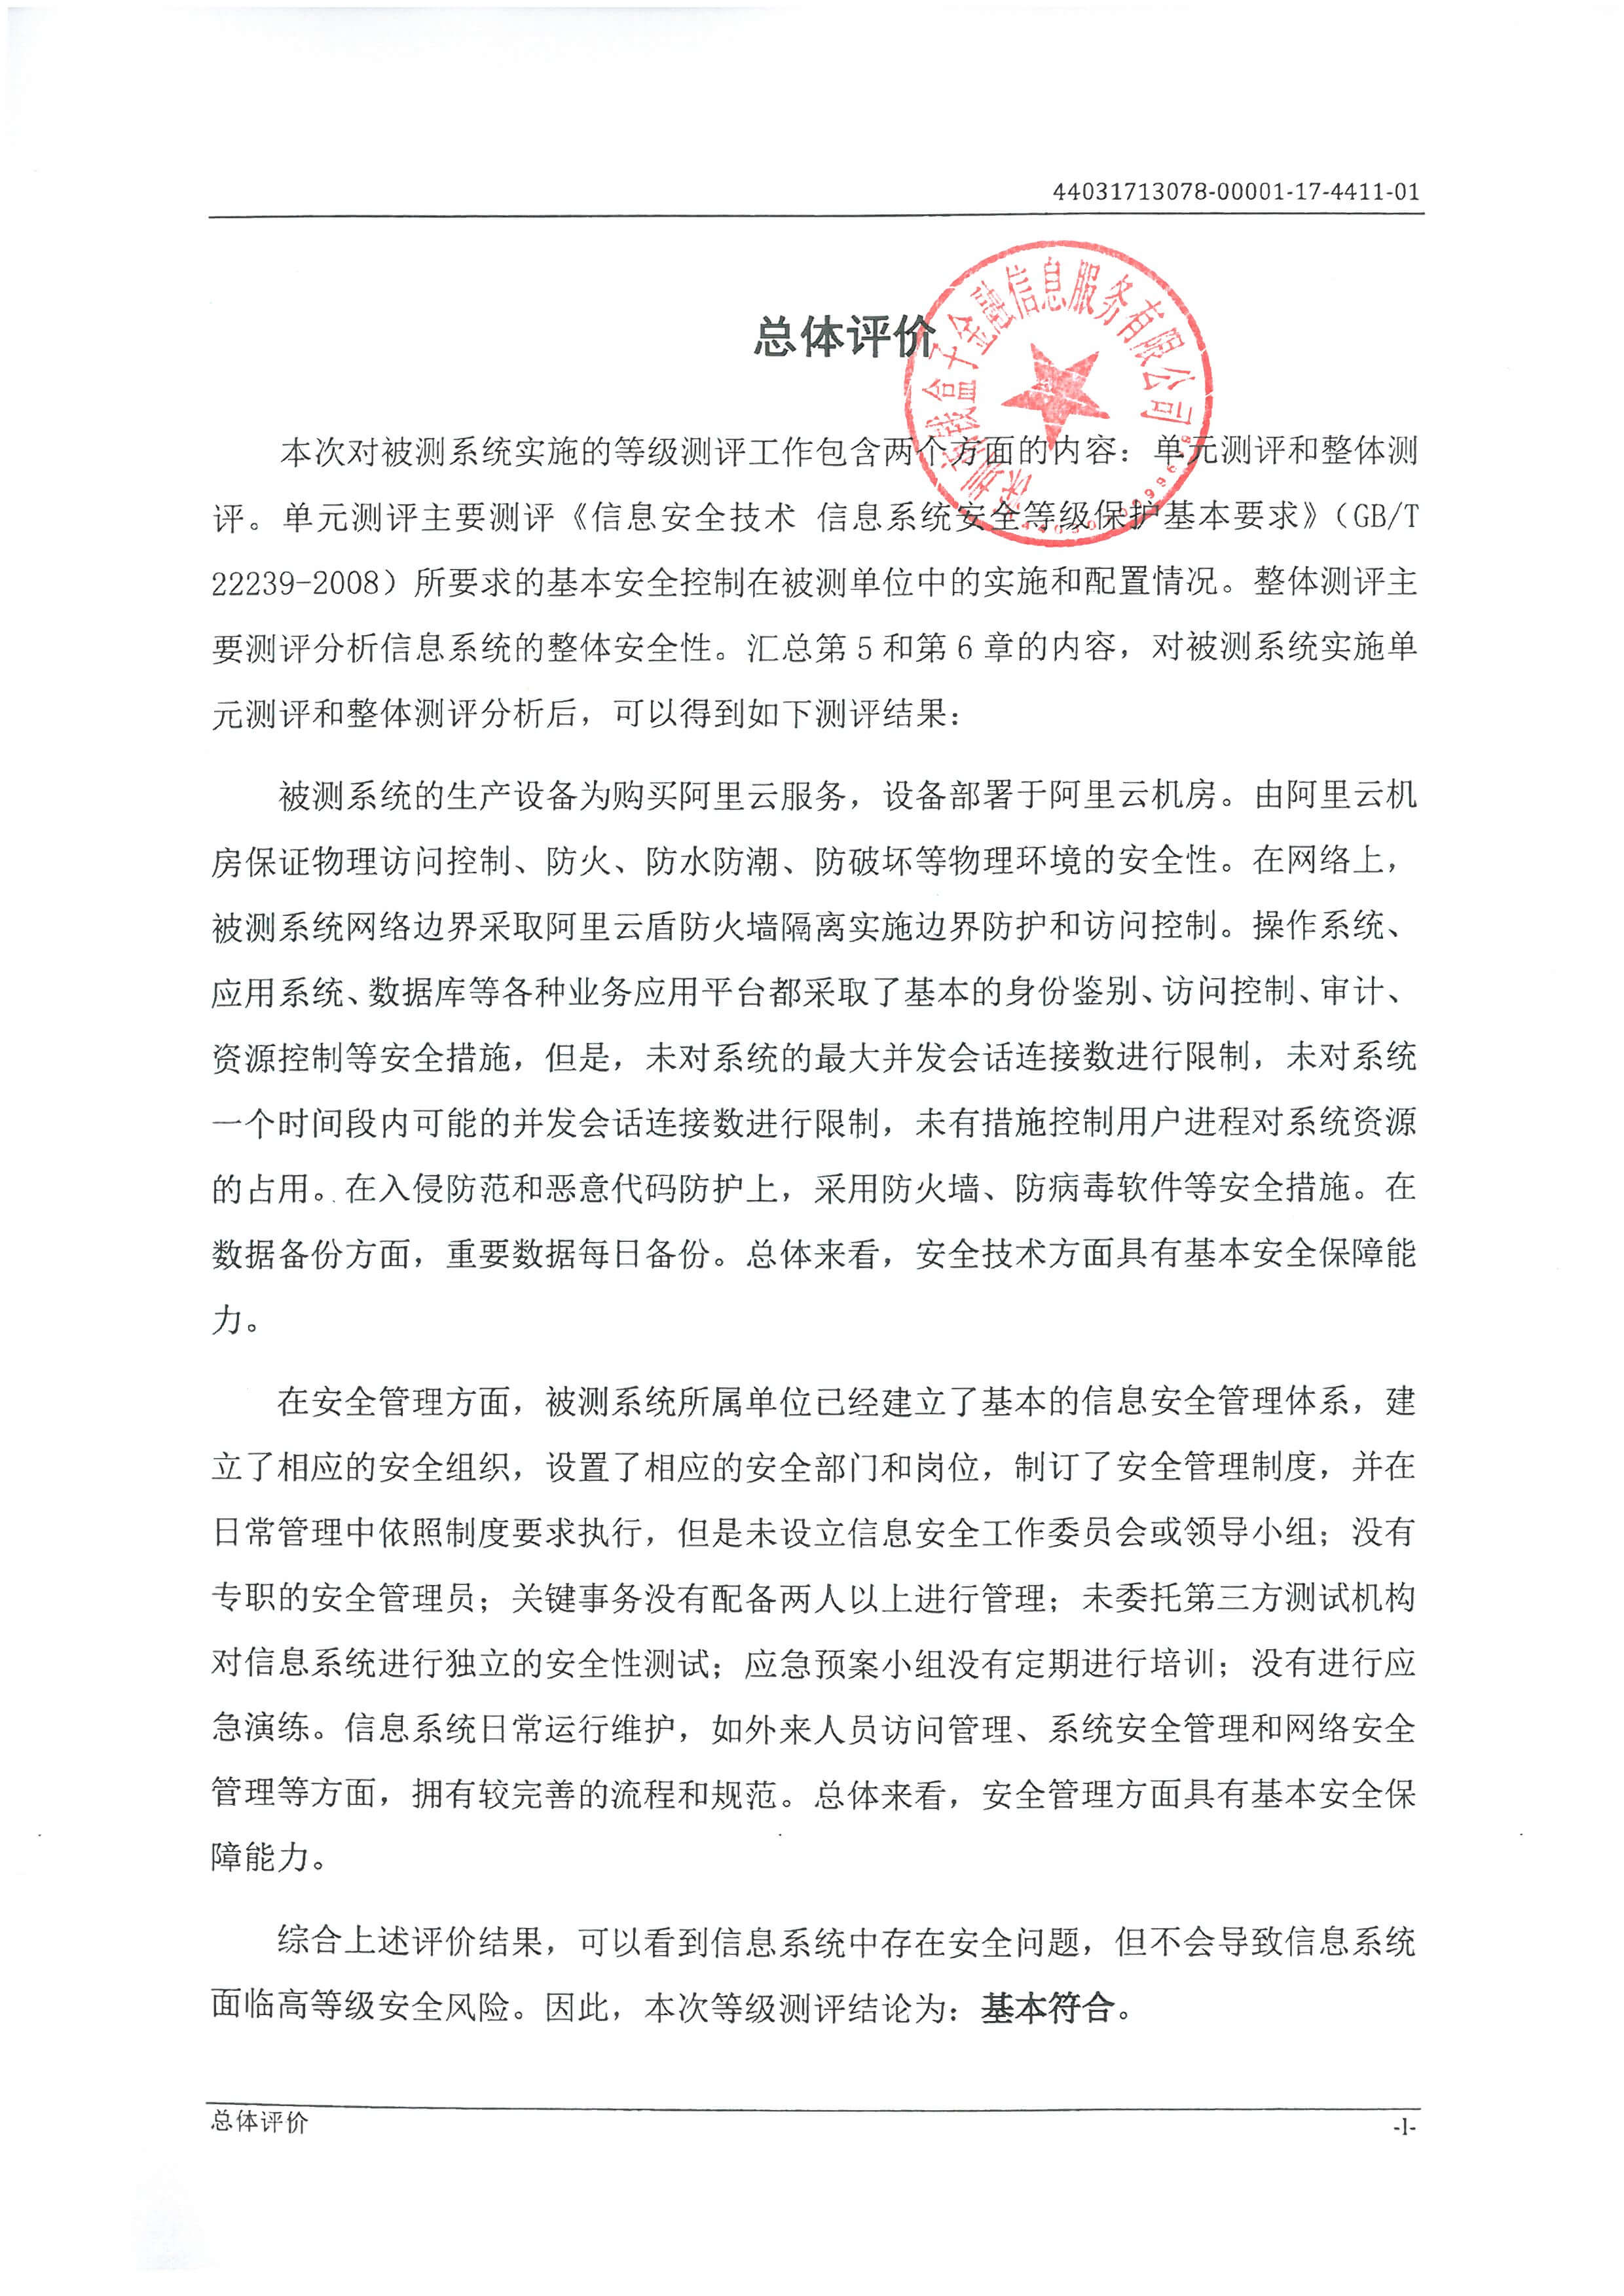 44031713078-00001-17-4411-01
深圳钱盒子金融信息服务有限公司
总体评价
本次对被测系统实施的等级测评工作包含两个方面的内容：单元测评和整体测
评。单元测评主要测评《信息安全技术 信息系统安全等级保护基本要求》（GB/T
22239-2008）所要求的基本安全控制在被测单位中的实施和配置情况。整体测评主
要测评分析信息系统的整体安全性。汇总第 5 和第 6 章的内容，对被测系统实施单
元测评和整体测评分析后，可以得到如下测评结果：
被测系统的生产设备为购买阿里云服务，设备部署于阿里云机房。由阿里云机
房保证物理访问控制、防火、防水防潮、防破坏等物理环境的安全性。在网络上，
被测系统网络边界采取阿里云盾防火墙隔离实施边界防护和访问控制。操作系统、
应用系统、数据库等各种业务应用平台都采取了基本的身份鉴别、访问控制、审计、
资源控制等安全措施，但是，未对系统的最大并发会话连接数进行限制，未对系统
一个时间段内可能的并发会话连接数进行限制，未有措施控制用户进程对系统资源
的占用。在入侵防范和恶意代码防护上，采用防火墙、防病毒软件等安全措施。在
数据备份方面，重要数据每日备份。总体来看，安全技术方面具有基本安全保障能
力。
在安全管理方面，被测系统所属单位已经建立了基本的信息安全管理体系，建
立了相应的安全组织，设置了相应的安全部门和岗位，制订了安全管理制度，并在
日常管理中依照制度要求执行，但是未设立信息安全工作委员会或领导小组；没有
专职的安全管理员；关键事务没有配备两人以上进行管理；未委托第三方测试机构
对信息系统进行独立的安全性测试；应急预案小组没有定期进行培训；没有进行应
急演练。信息系统日常运行维护，如外来人员访问管理、系统安全管理和网络安全
管理等方面，拥有较完善的流程和规范。总体来看，安全管理方面具有基本安全保
障能力。
综合上述评价结果，可以看到信息系统中存在安全问题，但不会导致信息系统
面临高等级安全风险。因此，本次等级测评结论为：基本符合。
总体评价
-1-